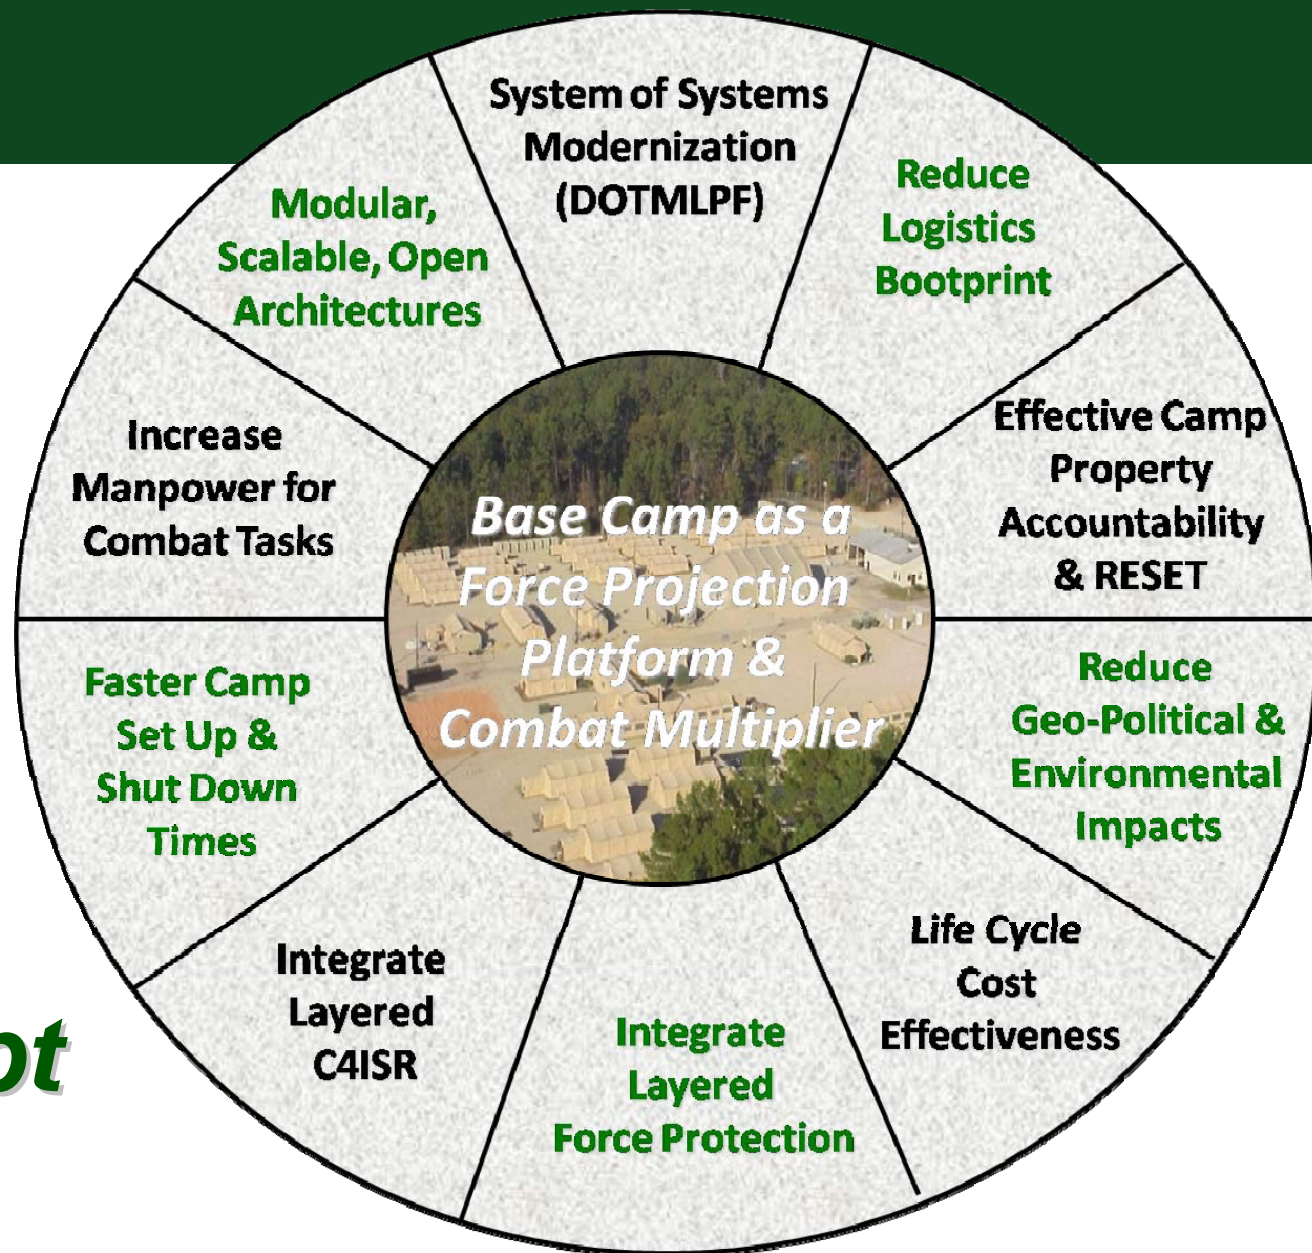 System of Systems
Modernization
(DOTMLPF)
Reduce
Logistics
Bootprint
Effective Camp
Property
Accountability
& RESET
Reduce
Geo-Political &
Environmental
Impacts
Life Cycle
Cost
Effectiveness
Integrate
Layered
Force Protection
Integrate
Layered
C4ISR
Faster Camp
Set Up &
Shut Down
Times
Increase
Manpower for
Combat Tasks
Modular,
Scalable, Open
Architectures
Base Camp as a
Force Projection
Platform &
Combat Multiplier